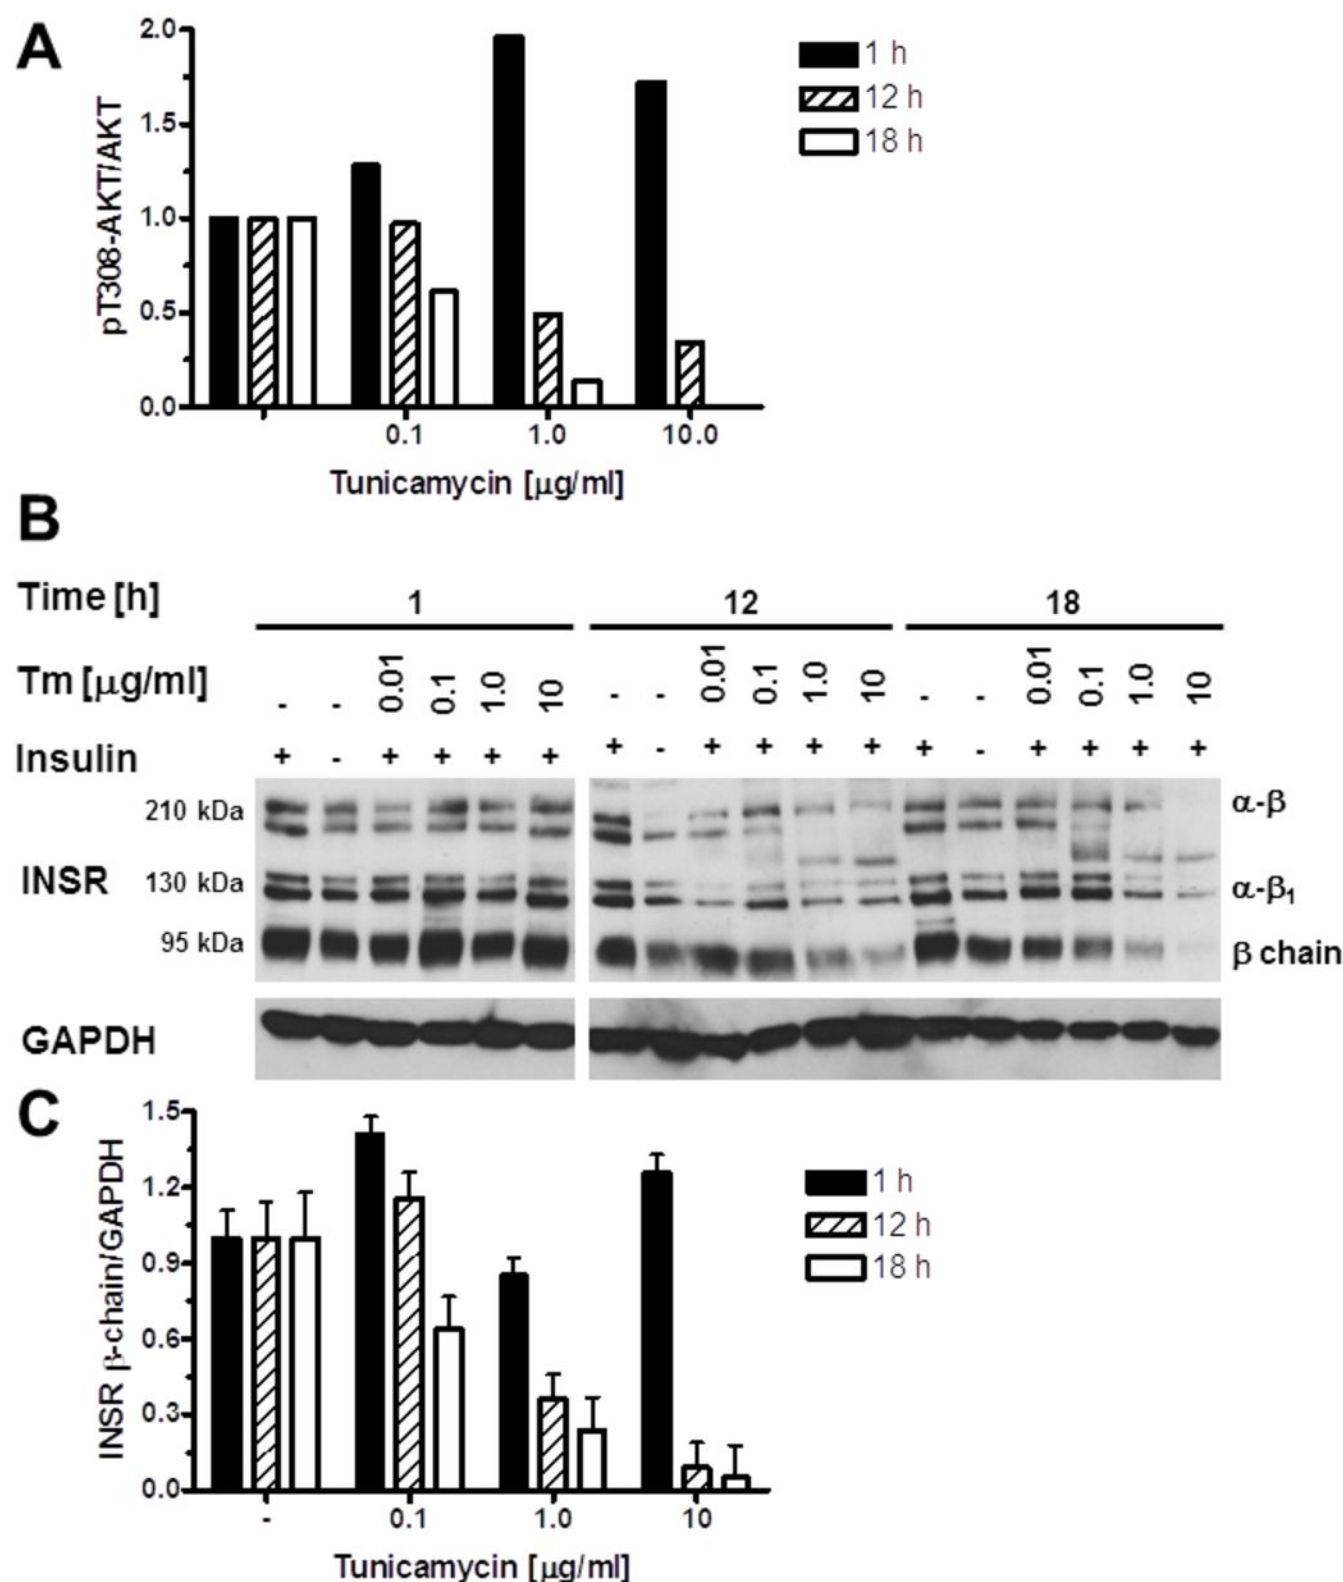 A
2.0
1.5
1.0
0.5
0.0
pT308-AKT/AKT
1 h
12 h
18 h
0.1 1.0 10.0
Tunicamycin [μg/ml]
B
Time [h] 1 12 18
Tm [μg/ml] - - 0.01 0.1 1.0 10 - - 0.01 0.1 1.0 10 - - 0.01 0.1 1.0 10
Insulin + - + + + + + - + + + + + - + + + +
210 kDa α-β
INSR 130 kDa α-β1
95 kDa β chain
GAPDH
C
1.5
1.2
0.9
0.6
0.3
0.0
INSR β-chain/GAPDH
1 h
12 h
18 h
- 0.1 1.0 10
Tunicamycin [μg/ml]